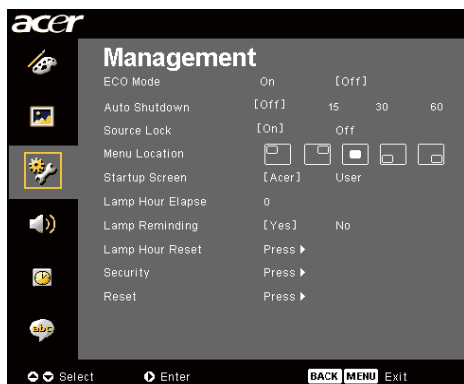 acer
Management
ECO Mode On [Off]
Auto Shutdown [Off] 15 30 60
Source Lock [On] Off
Menu Location
Startup Screen [Acer] User
Lamp Hour Elapse 0
Lamp Reminding [Yes] No
Lamp Hour Reset Press
Security Press
Reset Press
abc
Select Enter BACK MENU Exit